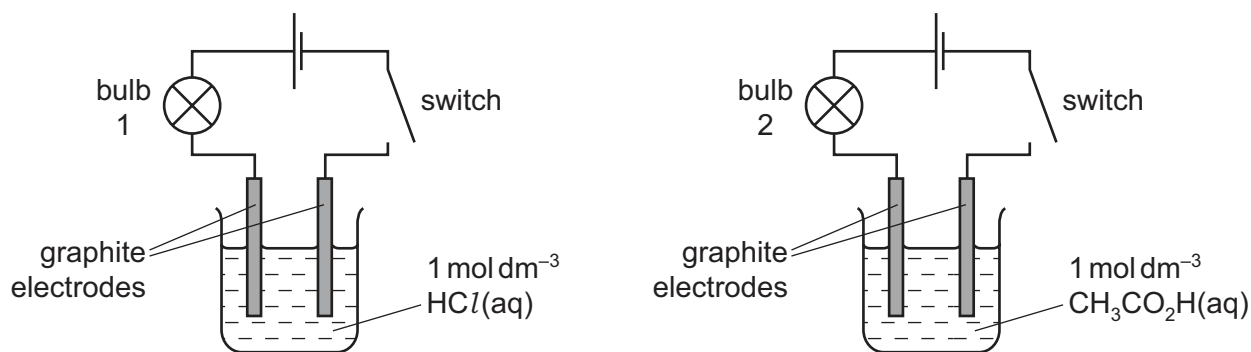 bulb
1
switch
graphite
electrodes
1 mol dm⁻³
HCl(aq)
bulb
2
switch
graphite
electrodes
1 mol dm⁻³
CH₃CO₂H(aq)